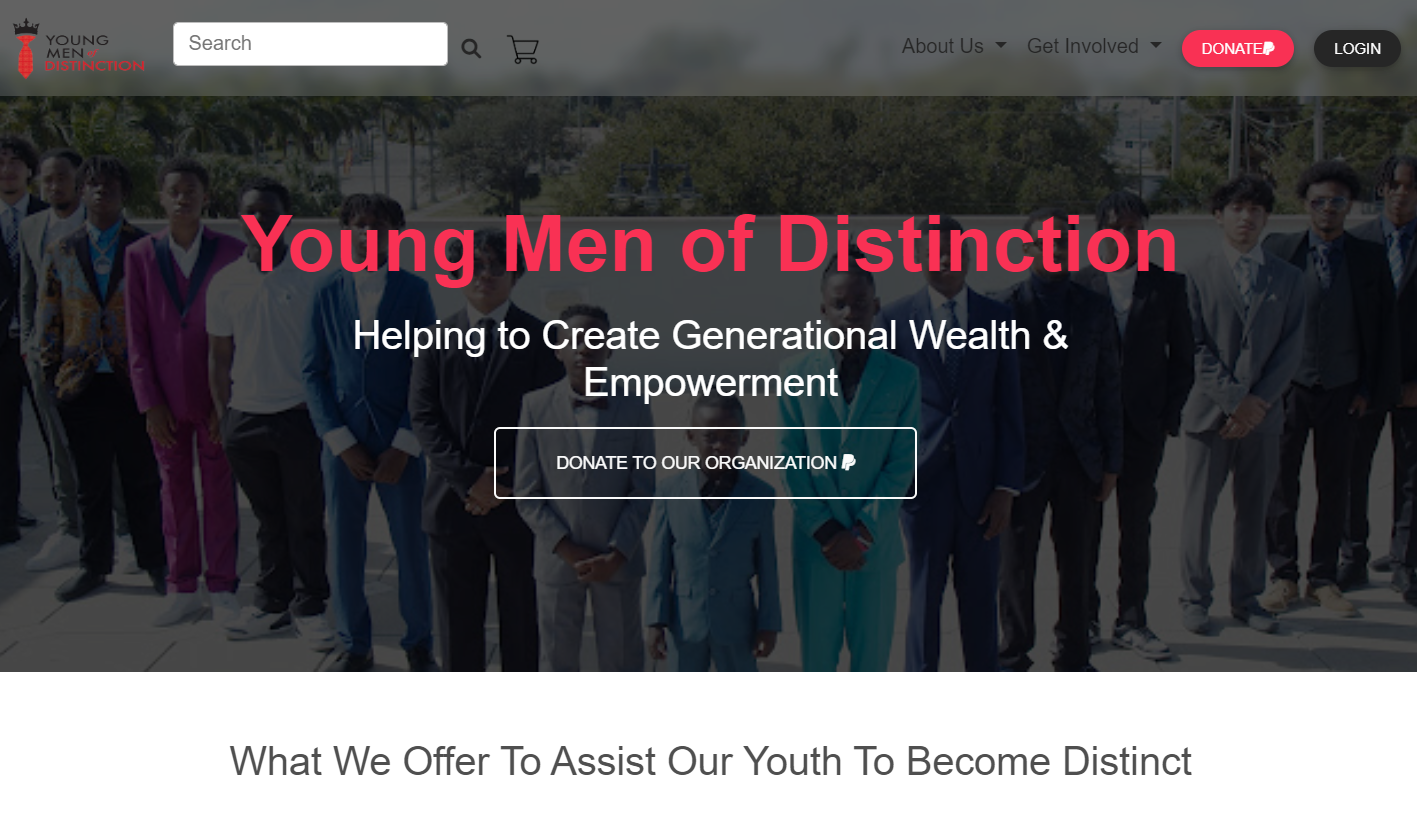 YOUNG
MEN of
DISTINCTION
Search
About Us
Get Involved
DONATE
LOGIN
Young Men of Distinction
Helping to Create Generational Wealth &
Empowerment
DONATE TO OUR ORGANIZATION
What We Offer To Assist Our Youth To Become Distinct